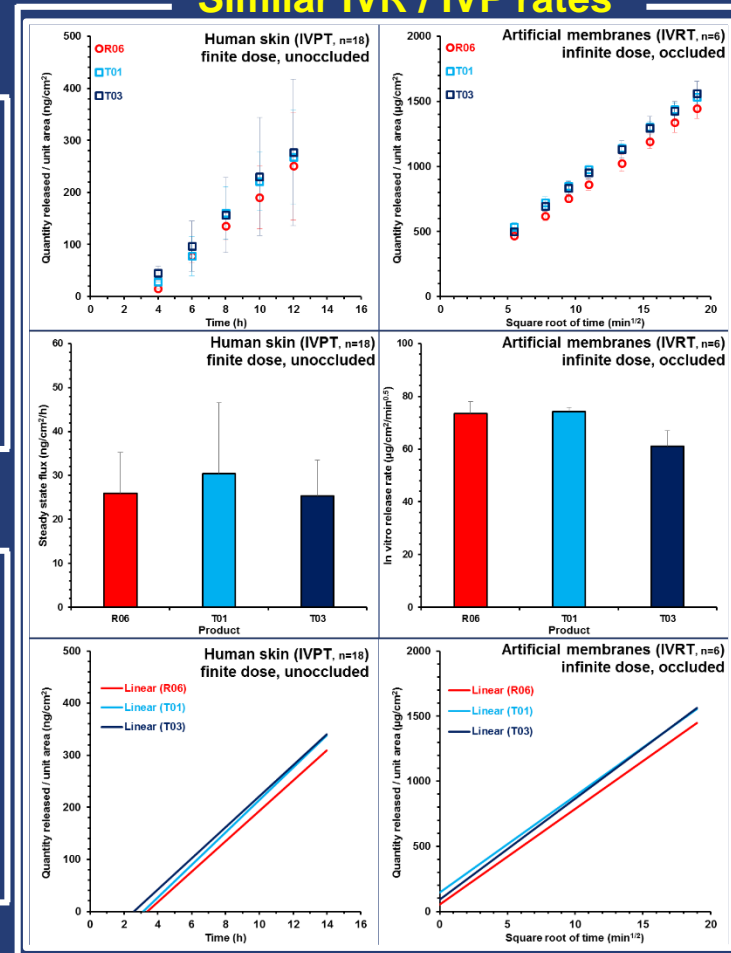 Similar IVR / IVP rates
Human skin (IVPT, n=18)
finite dose, unoccluded
R06
T01
T03
Quantity released / unit area (ng/cm2)
500
400
300
200
100
0
0 2 4 6 8 10 12 14 16
Time (h)
Artificial membranes (IVRT, n=6)
infinite dose, occluded
R06
T01
T03
Quantity released / unit area (µg/cm2)
2000
1500
1000
500
0
0 5 10 15 20
Square root of time (min1/2)
Human skin (IVPT, n=18)
finite dose, unoccluded
Steady state flux (ng/cm2/h)
60
50
40
30
20
10
0
R06 T01 T03
Product
Artificial membranes (IVRT, n=6)
infinite dose, occluded
In vitro release rate (µg/cm2/min0.5)
100
80
60
40
20
0
R06 T01 T03
Product
Human skin (IVPT, n=18)
finite dose, unoccluded
Linear (R06)
Linear (T01)
Linear (T03)
Quantity released / unit area (ng/cm2)
500
400
300
200
100
0
0 2 4 6 8 10 12 14 16
Time (h)
Artificial membranes (IVRT, n=6)
infinite dose, occluded
Linear (R06)
Linear (T01)
Linear (T03)
Quantity released / unit area (µg/cm2)
2000
1500
1000
500
0
0 5 10 15 20
Square root of time (min1/2)